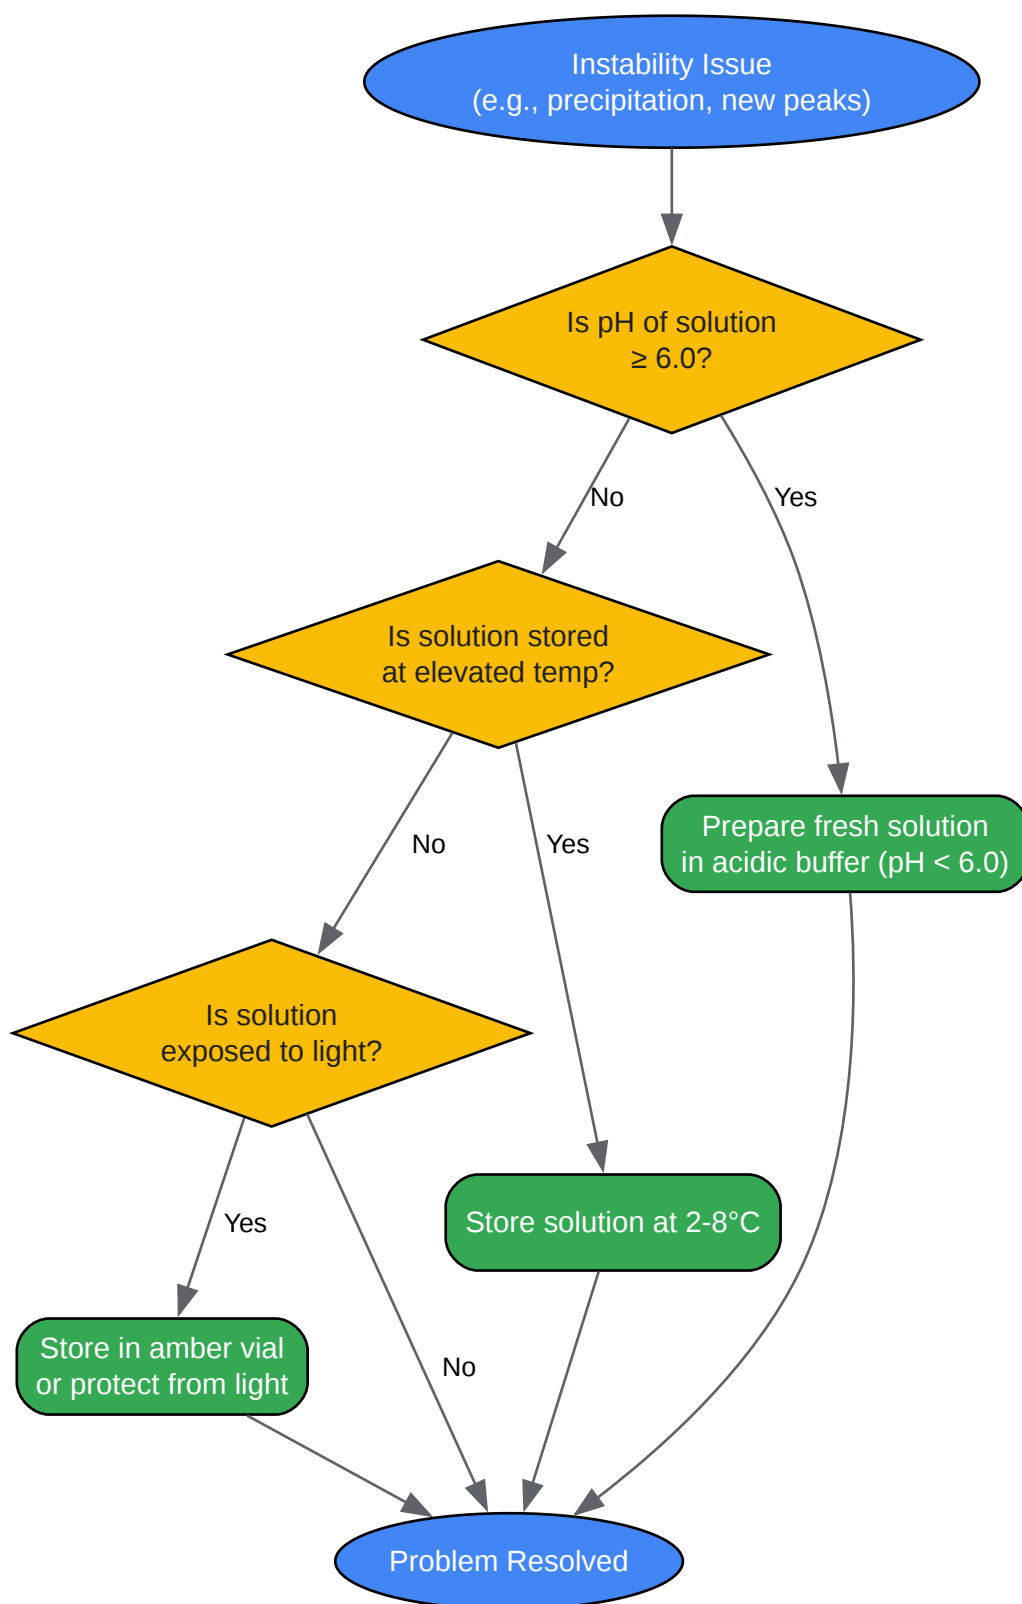 Instability Issue
(e.g., precipitation, new peaks)
Is pH of solution
≥ 6.0?
No
Yes
Is solution stored
at elevated temp?
No
Yes
Prepare fresh solution
in acidic buffer (pH < 6.0)
Is solution
exposed to light?
Yes
No
Store solution at 2-8°C
Store in amber vial
or protect from light
Problem Resolved